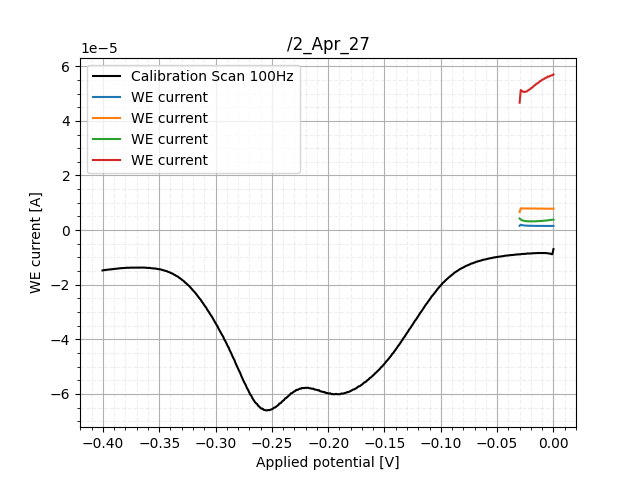 /2_Apr_27
1e−5
Calibration Scan 100Hz
WE current
WE current
WE current
WE current
6
4
2
0
−2
−4
−6
WE current [A]
−0.40 −0.35 −0.30 −0.25 −0.20 −0.15 −0.10 −0.05 0.00
Applied potential [V]